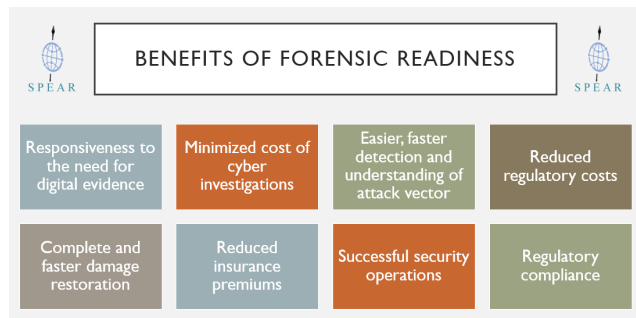 BENEFITS OF FORENSIC READINESS
SPEAR
SPEAR
Responsiveness to
the need for
digital evidence
Minimized cost of
cyber
investigations
Easier, faster
detection and
understanding of
attack vector
Reduced
regulatory costs
Complete and
faster damage
restoration
Reduced
insurance
premiums
Successful security
operations
Regulatory
compliance